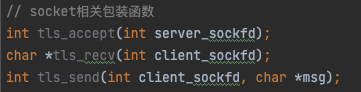 // socket相关包装函数
int tls_accept(int server_sockfd);
char *tls_recv(int client_sockfd);
int tls_send(int client_sockfd, char *msg);